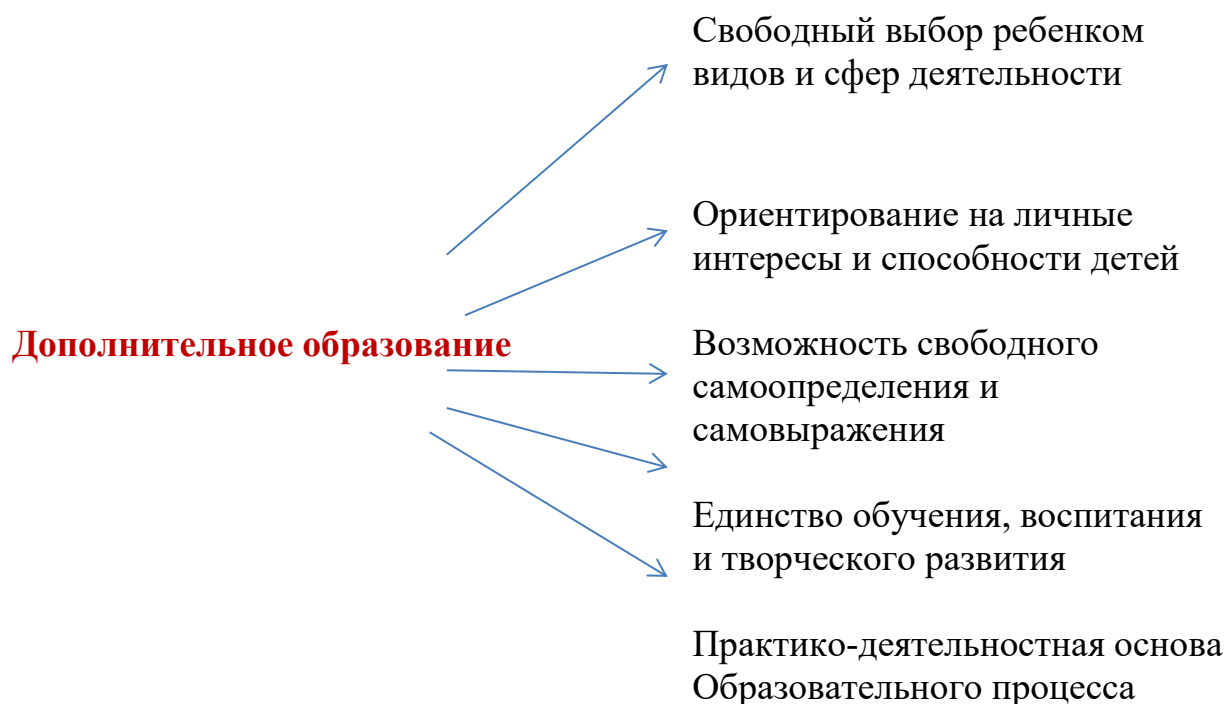 Свободный выбор ребенком
видов и сфер деятельности
Ориентирование на личные
интересы и способности детей
Дополнительное образование
Возможность свободного
самоопределения и
самовыражения
Единство обучения, воспитания
и творческого развития
Практико-деятельностная основа
Образовательного процесса